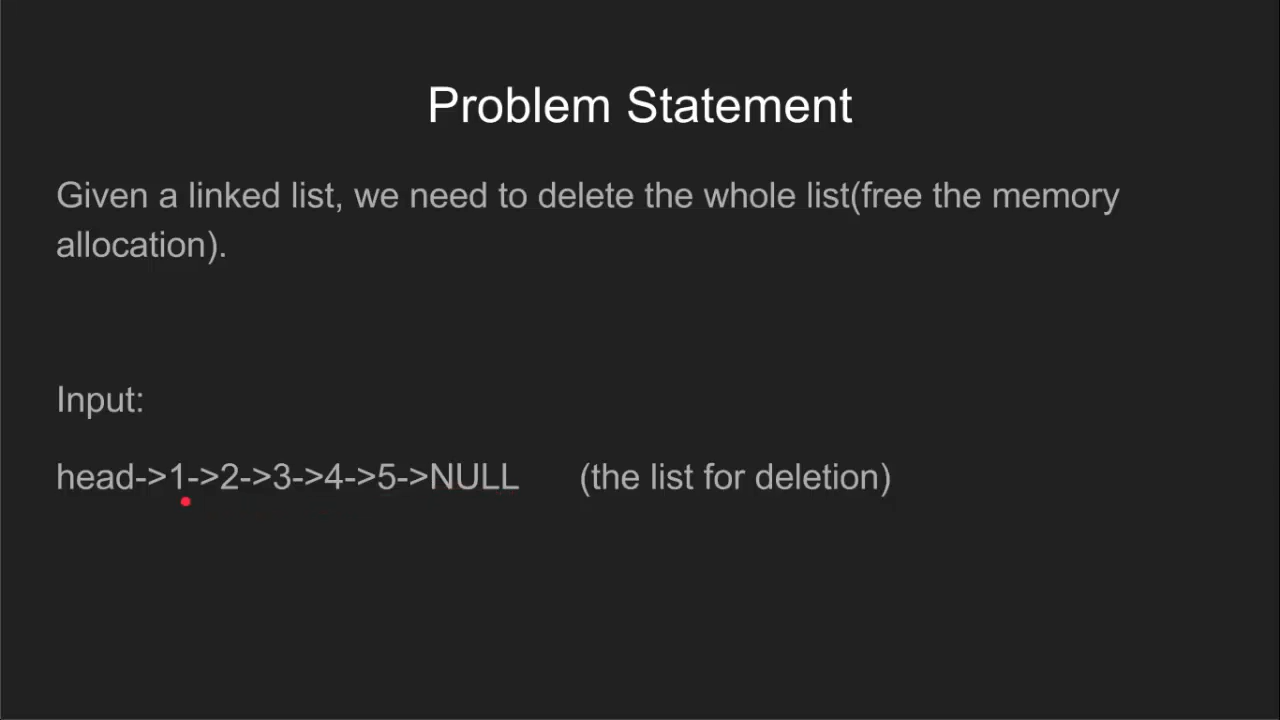 Problem Statement
Given a linked list, we need to delete the whole list(free the memory
allocation).
Input:
head->1->2->3->4->5->NULL (the list for deletion)